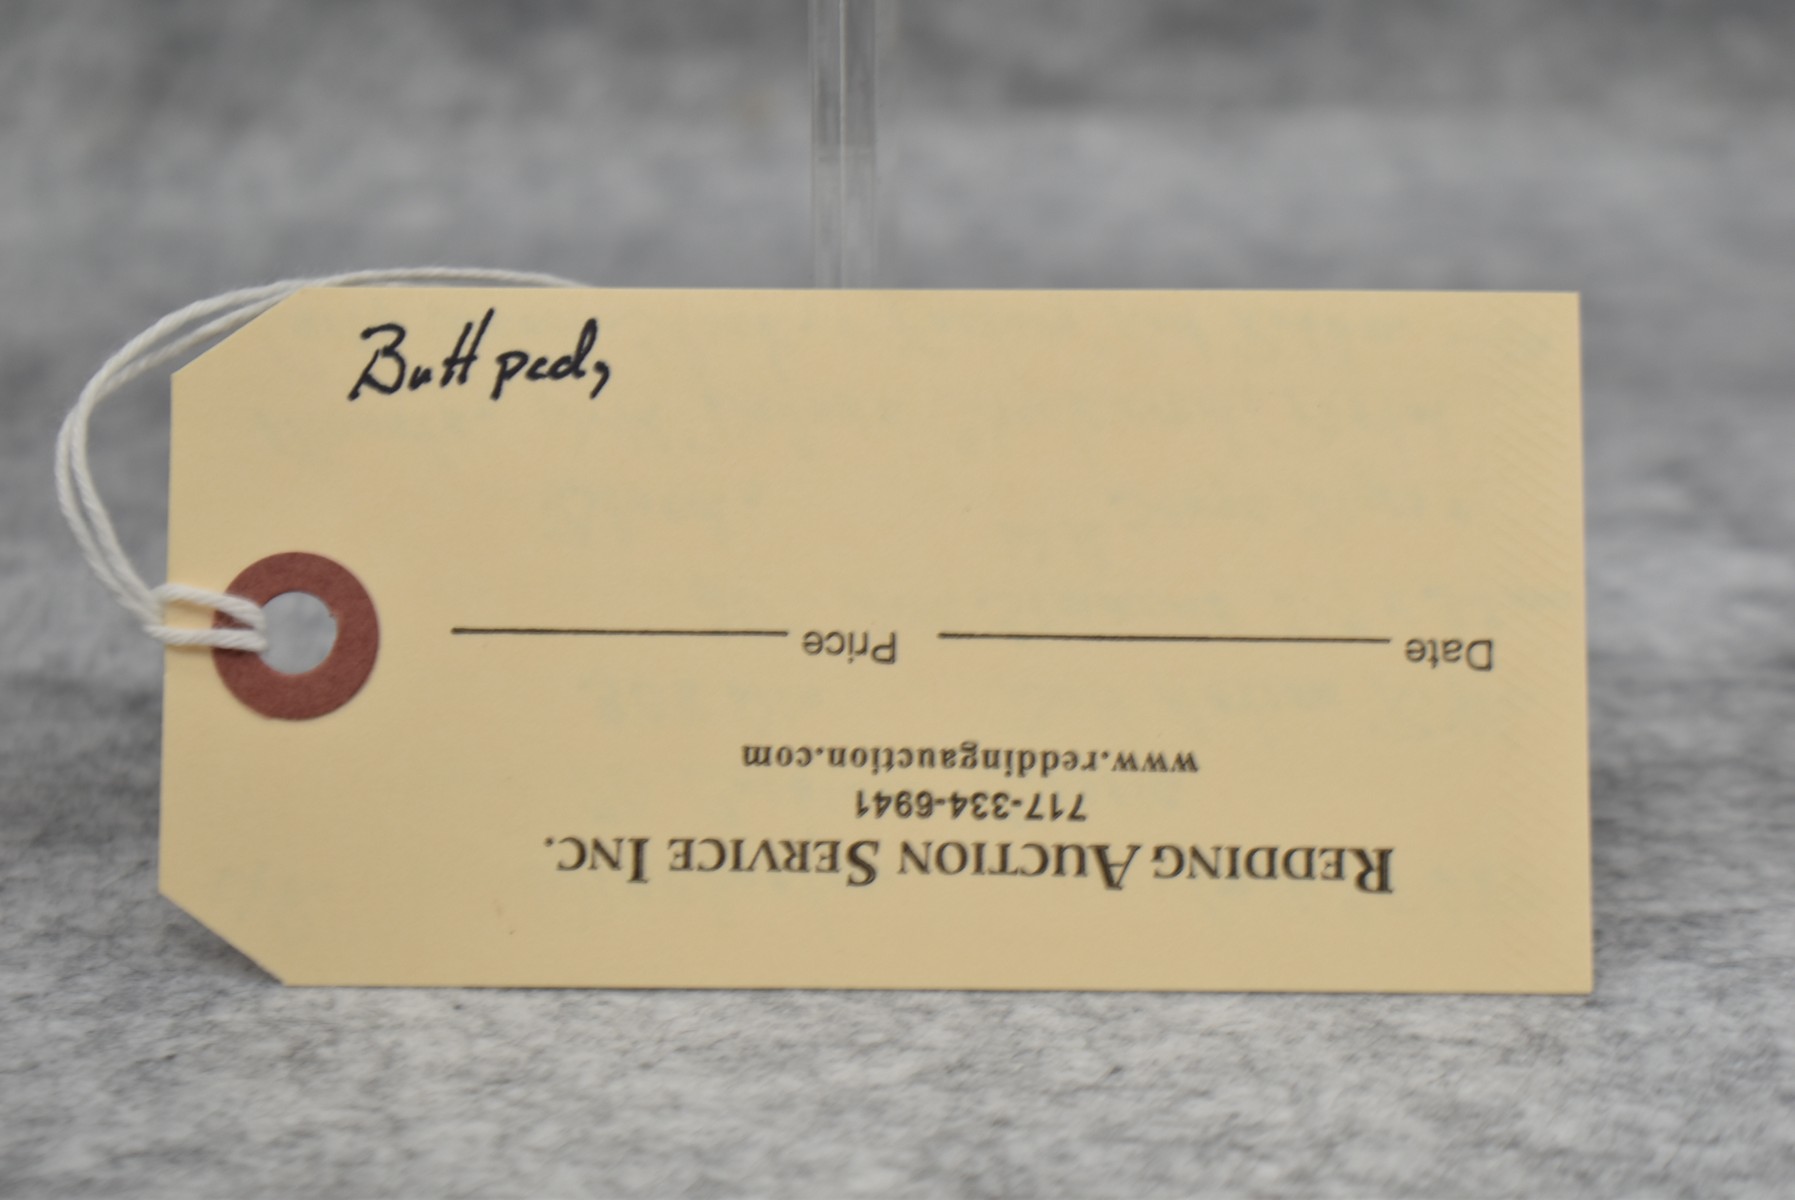 Butt pad,
REDDING AUCTION SERVICE INC.
717-334-6941
www.reddingauction.com
Date Price